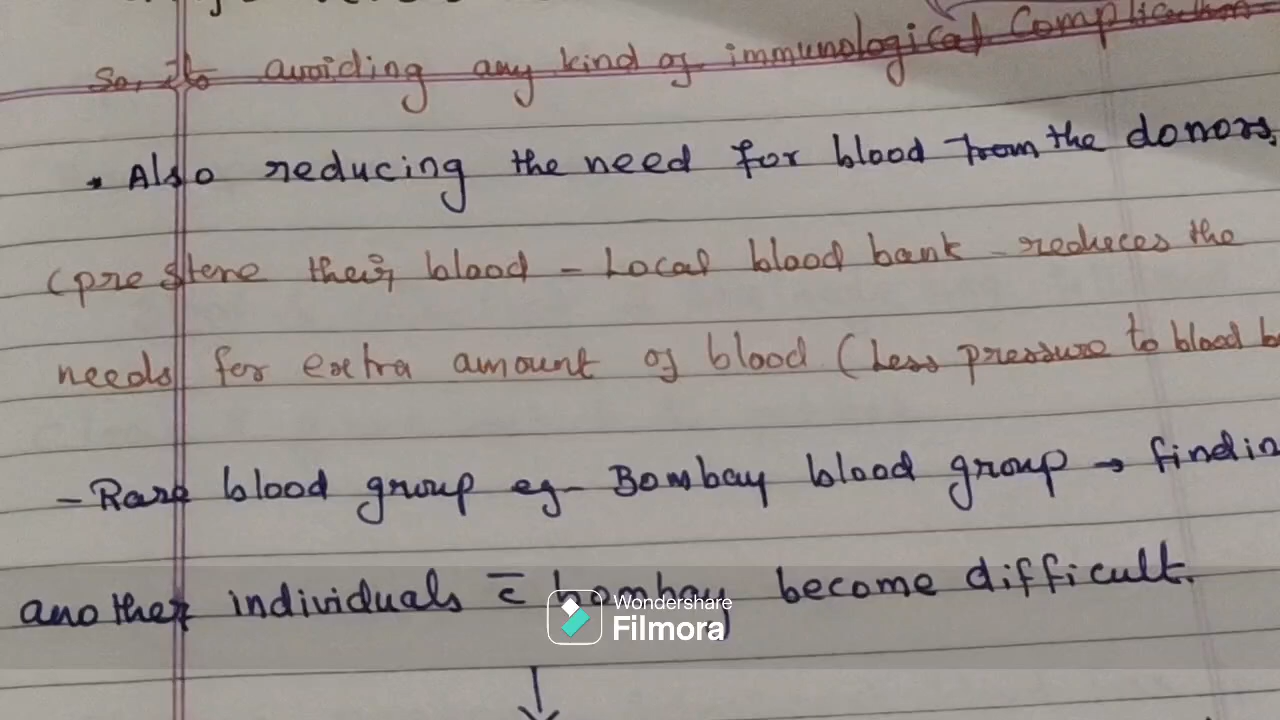 So, its avoiding any kind of immunological Complication
• Also reducing the need for blood from the donors,
(pre stene their blood - Local blood bank - reduces the
needs for extra amount of blood (Less pressure to blood b
- Rare blood group eg - Bombay blood group → findin
another individuals c̅ bombay become difficult.
↓
Wondershare
Filmora